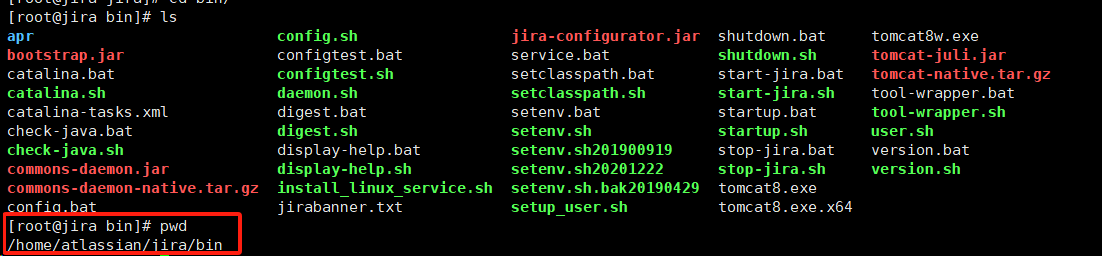 [root@jira bin]# ls
apr config.sh jira-configurator.jar shutdown.bat tomcat8w.exe
bootstrap.jar configtest.bat service.bat shutdown.sh tomcat-juli.jar
catalina.bat configtest.sh setclasspath.bat start-jira.bat tomcat-native.tar.gz
catalina.sh daemon.sh setclasspath.sh start-jira.sh tool-wrapper.bat
catalina-tasks.xml digest.bat setenv.bat startup.bat tool-wrapper.sh
check-java.bat digest.sh setenv.sh startup.sh user.sh
check-java.sh display-help.bat setenv.sh201900919 stop-jira.bat version.bat
commons-daemon.jar display-help.sh setenv.sh20201222 stop-jira.sh version.sh
commons-daemon-native.tar.gz install_linux_service.sh setenv.sh.bak20190429 tomcat8.exe
config.bat jirabanner.txt setup_user.sh tomcat8.exe.x64
[root@jira bin]# pwd
/home/atlassian/jira/bin